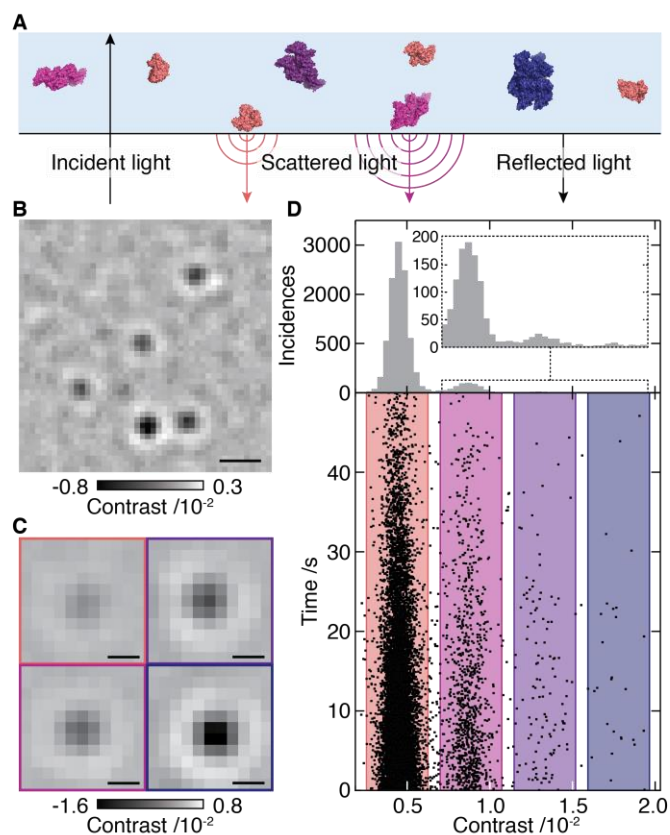 A
Incident light
Scattered light
Reflected light
B
-0.8
0.3
Contrast /10-2
C
-1.6
0.8
Contrast /10-2
D
Incidences
3000
2000
500
0
200
150
100
50
0
Time /s
40
30
20
10
0
0.5
1.0
1.5
2.0
Contrast /10-2